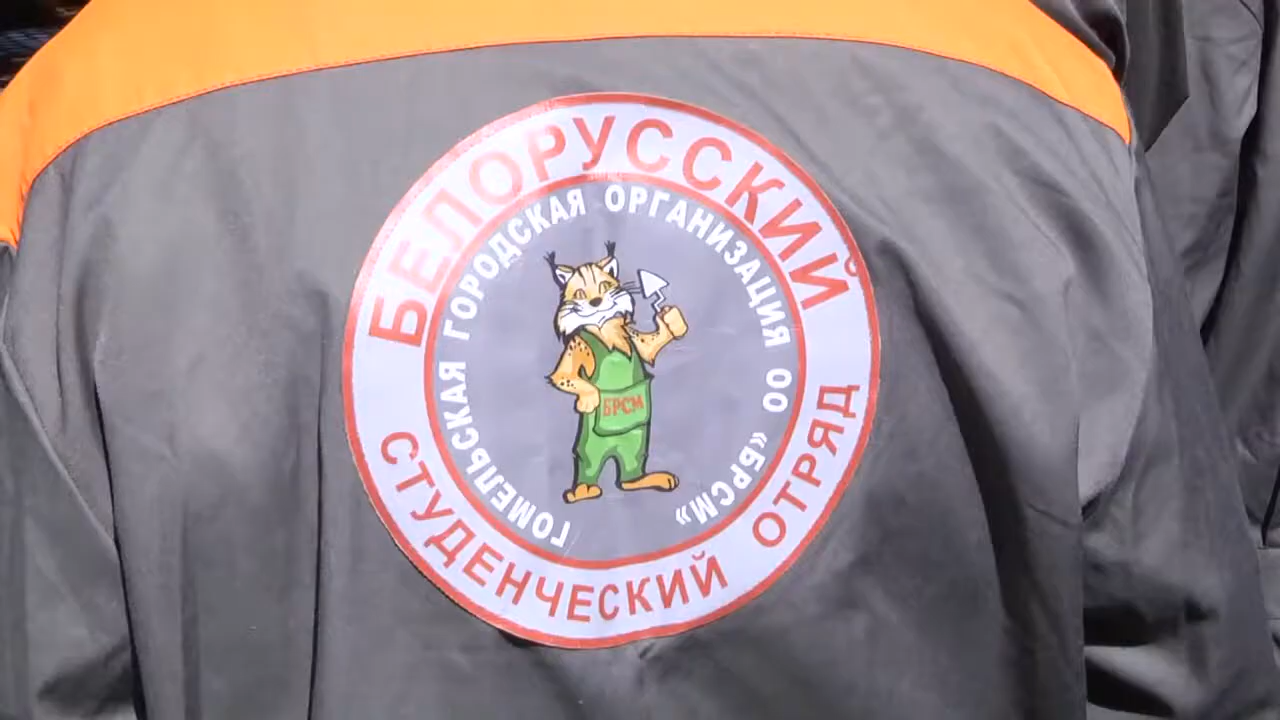 БЕЛОРУССКИЙ
СТУДЕНЧЕСКИЙ ОТРЯД
ГОМЕЛЬСКАЯ ГОРОДСКАЯ ОРГАНИЗАЦИЯ ОО «БРСМ»
БРСМ